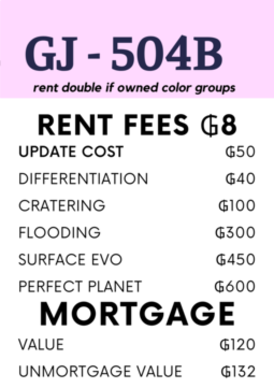 GJ - 504B
rent double if owned color groups
RENT FEES ₲8
UPDATE COST ₲50
DIFFERENTIATION ₲40
CRATERING ₲100
FLOODING ₲300
SURFACE EVO ₲450
PERFECT PLANET ₲600
MORTGAGE
VALUE ₲120
UNMORTGAGE VALUE ₲132